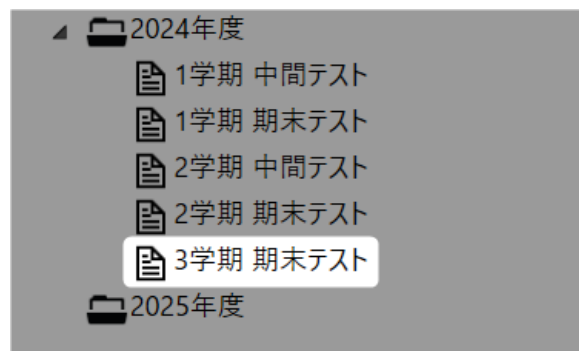 2024年度
1学期 中間テスト
1学期 期末テスト
2学期 中間テスト
2学期 期末テスト
3学期 期末テスト
2025年度